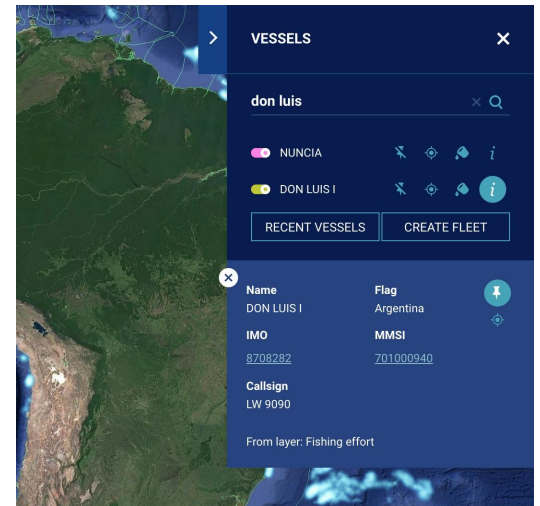 VESSELS
don luis
NUNCIA
DON LUIS I
RECENT VESSELS CREATE FLEET
Name Flag
DON LUIS I Argentina
IMO MMSI
8708282 701000940
Callsign
LW 9090
From layer: Fishing effort